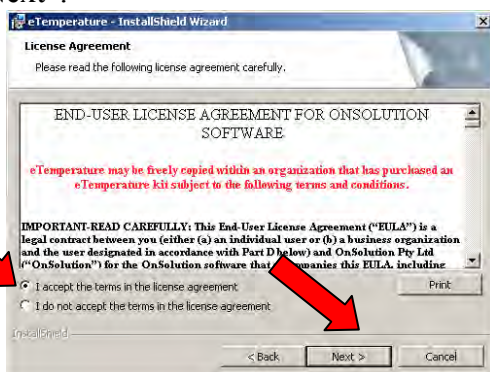 eTemperature - InstallShield Wizard
License Agreement
Please read the following license agreement carefully.
END-USER LICENSE AGREEMENT FOR ONSOLUTION
SOFTWARE
eTemperature may be freely copied within an organization that has purchased an
eTemperature kit subject to the following terms and conditions.
IMPORTANT-READ CAREFULLY: This End-User License Agreement ("EULA") is a
legal contract between you (either (a) an individual user or (b) a business organization
and the user designated in accordance with Part D below) and OnSolution Pty Ltd
("OnSolution") for the OnSolution software that this EULA, including
I accept the terms in the license agreement
Print
I do not accept the terms in the license agreement
InstallShield
< Back Next > Cancel